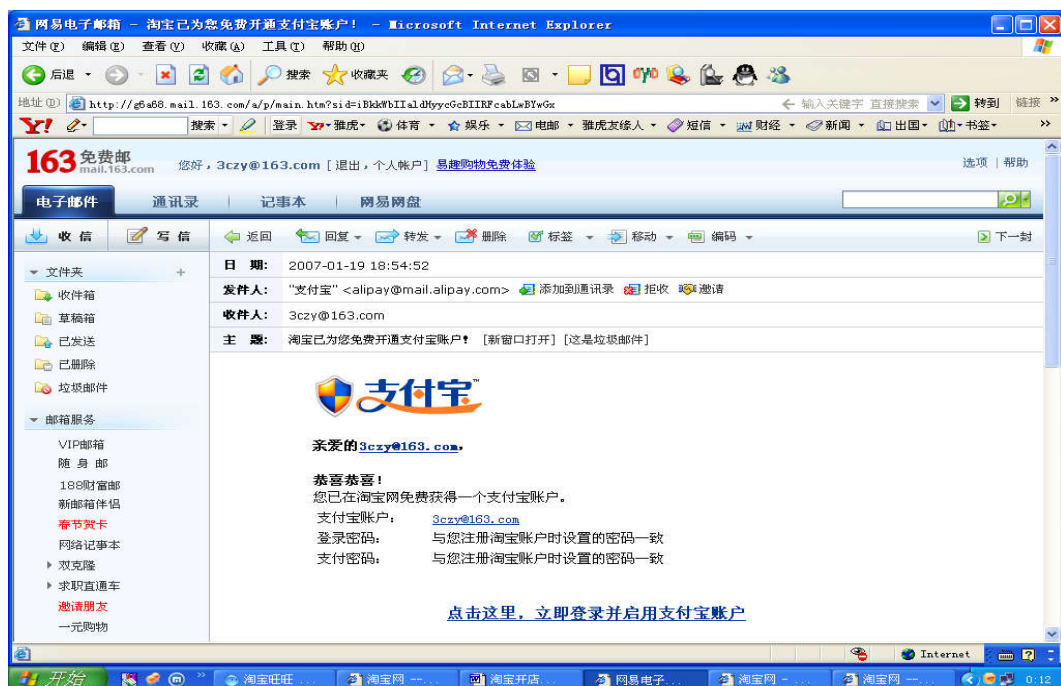 网易电子邮箱 - 淘宝已为您免费开通支付宝账户! - Microsoft Internet Explorer
文件(F) 编辑(E) 查看(V) 收藏(A) 工具(T) 帮助(H)
后退 搜索 收藏夹
地址(D) http://g6a68.mail.163.com/a/p/main.htm?sid=iBkkWbIIaldHyycGcBIIRFcabLwBYwGx 输入关键字 直接搜索 转到 链接 »
Y! 搜索 登录 雅虎 体育 娱乐 电邮 雅虎友缘人 短信 财经 新闻 出国 书签 »
163 免费邮 mail.163.com 您好, 3czy@163.com [退出, 个人帐户] 易趣购物免费体验 选项 | 帮助
电子邮件 通讯录 | 记事本 | 网易网盘
收 信 写 信 返回 回复 转发 删除 标签 移动 编码 下一封
文件夹 +
收件箱
草稿箱
已发送
已删除
垃圾邮件
邮箱服务
VIP邮箱
随 身 邮
188财富邮
新邮箱伴侣
春节贺卡
网络记事本
双克隆
求职直通车
邀请朋友
一元购物
日 期: 2007-01-19 18:54:52
发件人: "支付宝" <alipay@mail.alipay.com> 添加到通讯录 拒收 邀请
收件人: 3czy@163.com
主 题: 淘宝已为您免费开通支付宝账户! [新窗口打开] [这是垃圾邮件]
支付宝™
亲爱的3czy@163.com,
恭喜恭喜!
您已在淘宝网免费获得一个支付宝账户。
支付宝账户: 3czy@163.com
登录密码: 与您注册淘宝账户时设置的密码一致
支付密码: 与您注册淘宝账户时设置的密码一致
点击这里, 立即登录并启用支付宝账户
Internet
开始 » 淘宝旺旺 ... 淘宝网 --... 淘宝开店... 网易电子... 淘宝网 - ... 淘宝网 --... 0:12